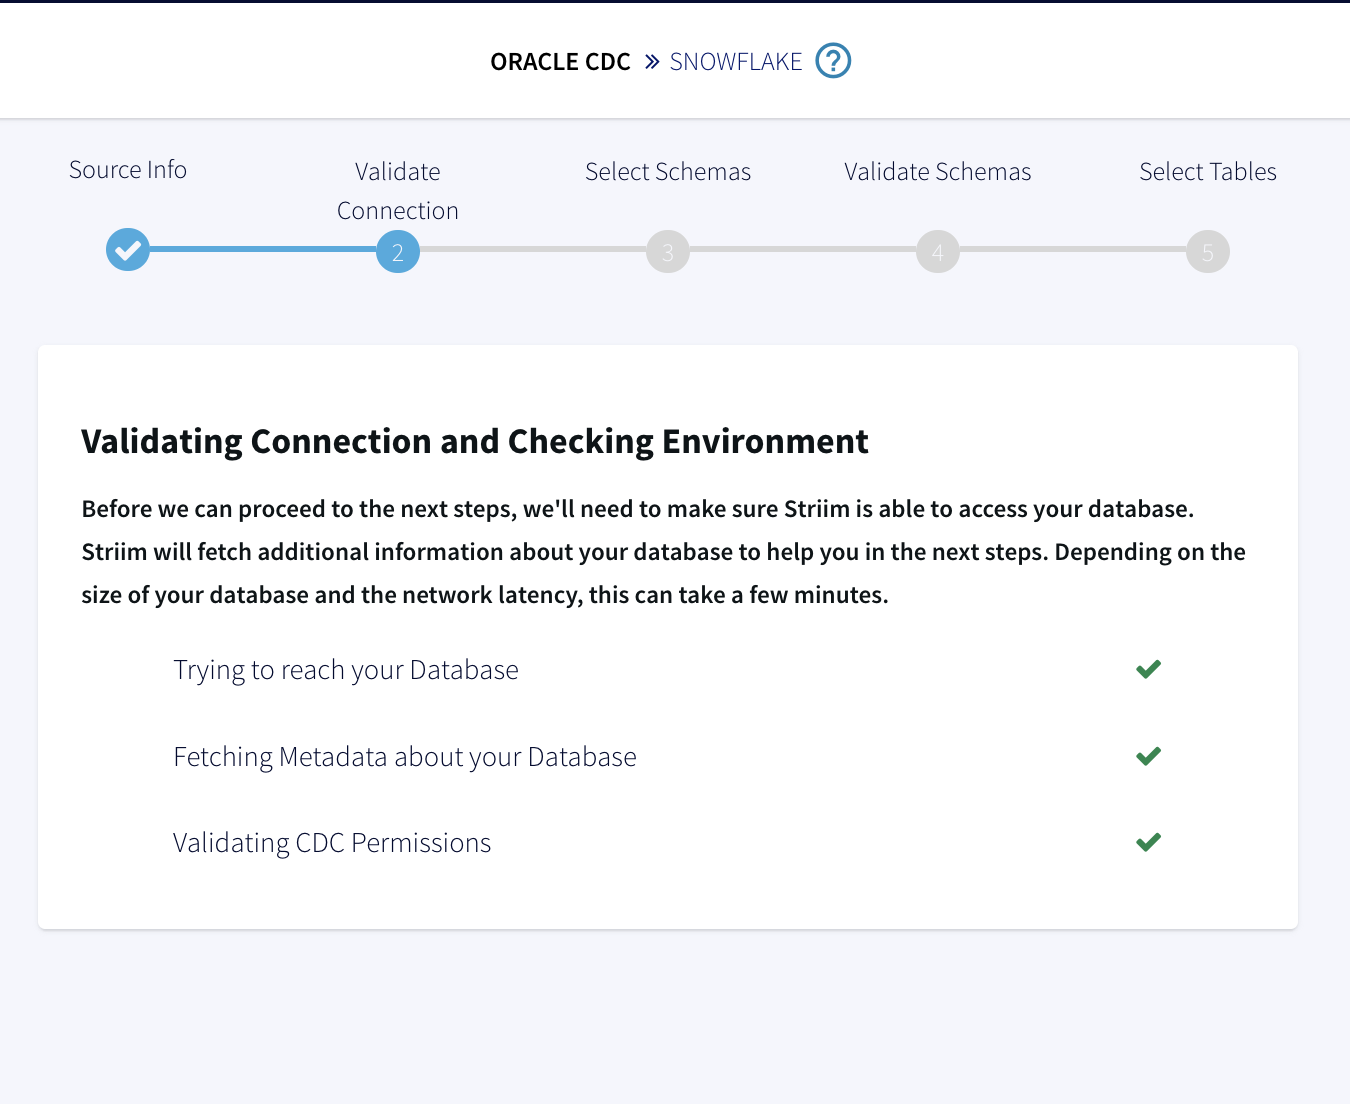 ORACLE CDC » SNOWFLAKE ?
Source Info
Validate
Connection
Select Schemas
Validate Schemas
Select Tables
2
3
4
5
Validating Connection and Checking Environment
Before we can proceed to the next steps, we'll need to make sure Striim is able to access your database.
Striim will fetch additional information about your database to help you in the next steps. Depending on the
size of your database and the network latency, this can take a few minutes.
Trying to reach your Database
Fetching Metadata about your Database
Validating CDC Permissions